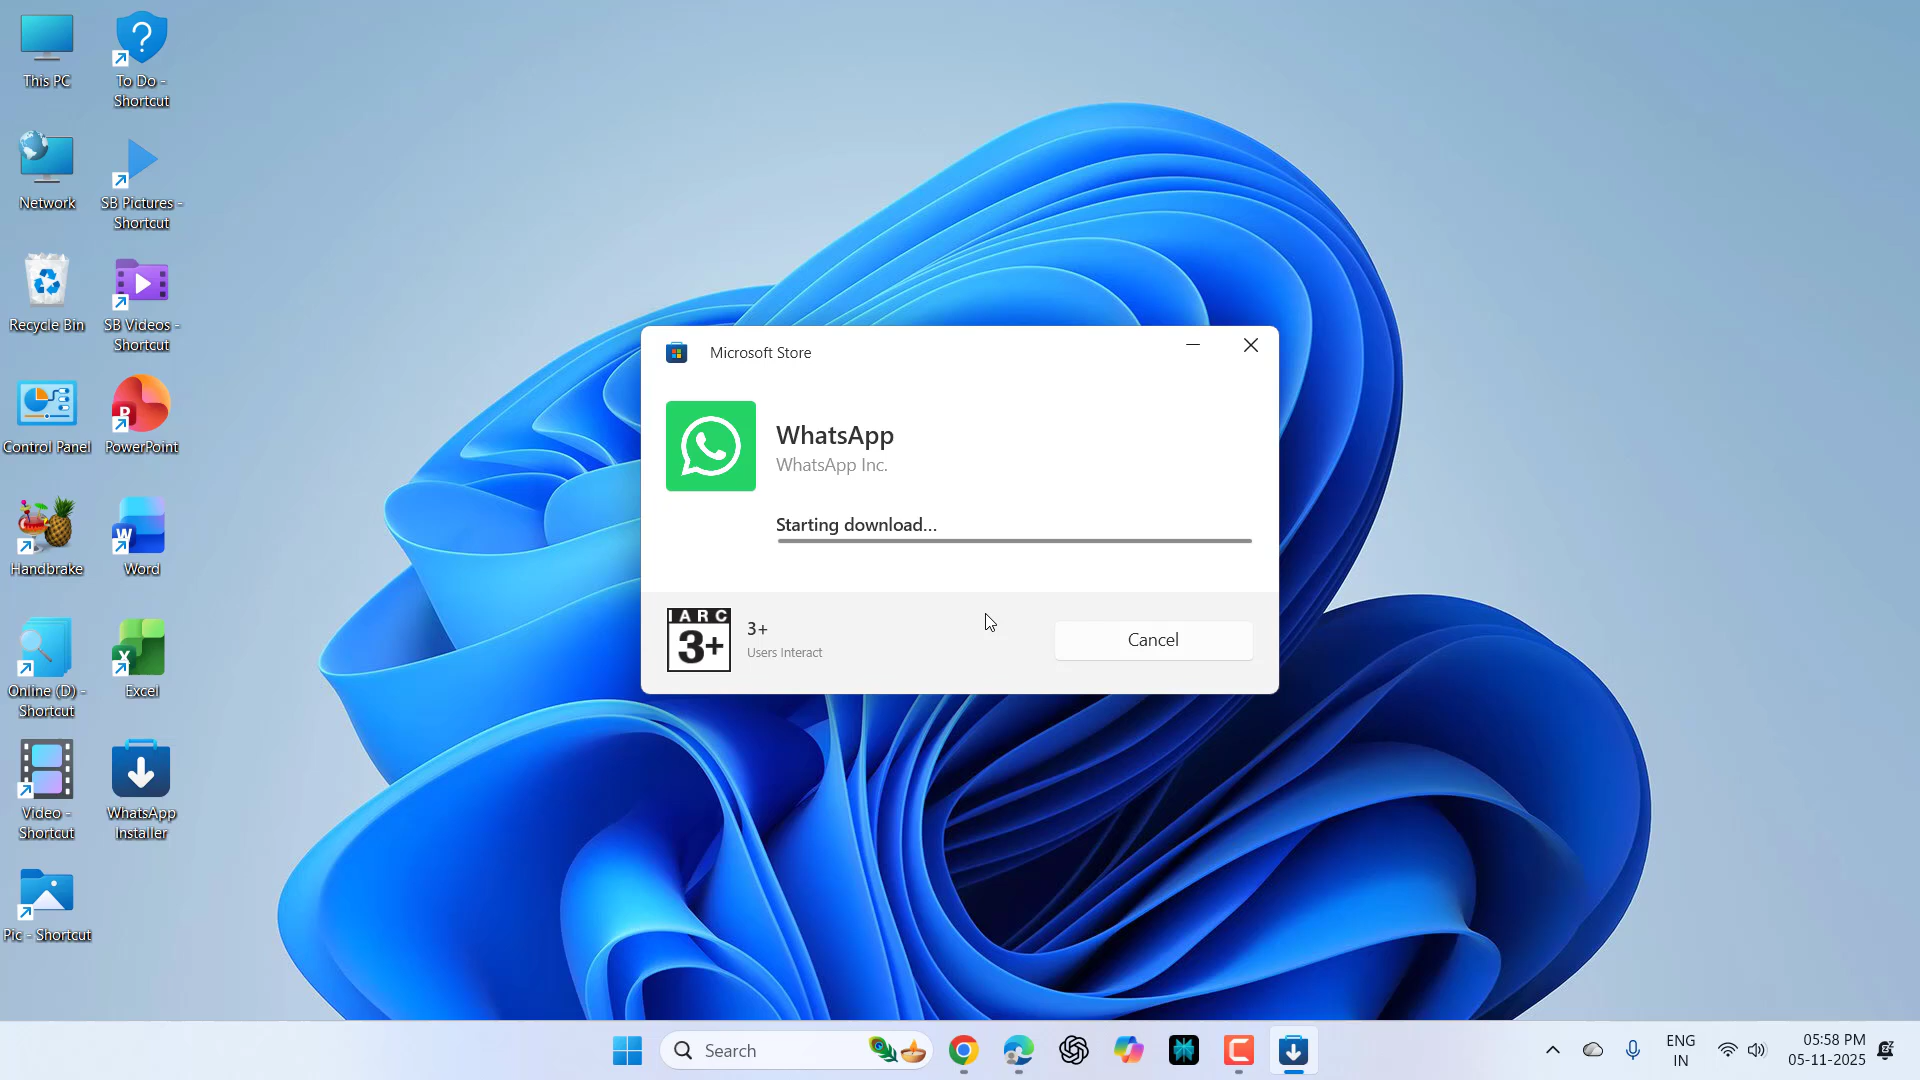 This PC
To Do -
Shortcut
Network
SB Pictures -
Shortcut
Recycle Bin
SB Videos -
Shortcut
Control Panel
P
PowerPoint
Handbrake
W
Word
Online (D) -
Shortcut
X
Excel
Video -
Shortcut
WhatsApp
Installer
Pic - Shortcut
Microsoft Store
WhatsApp
WhatsApp Inc.
Starting download...
IARC
3+
3+
Users Interact
Cancel
Search
ENG
IN
05:58 PM
05-11-2025